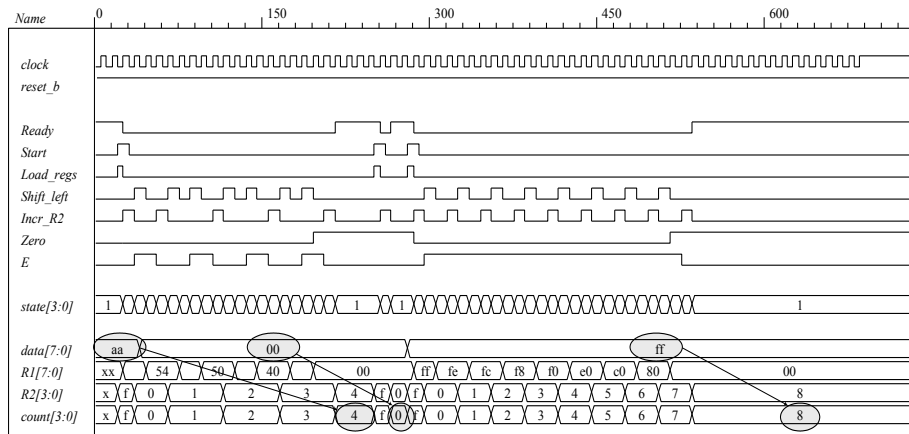 Name 0 150 300 450 600
clock
reset_b
Ready
Start
Load_regs
Shift_left
Incr_R2
Zero
E
state[3:0] 1 1 1 1
data[7:0] aa 00 ff
R1[7:0] xx 54 50 40 00 ff fe fc f8 f0 e0 c0 80 00
R2[3:0] x f 0 1 2 3 4 f 0 f 0 1 2 3 4 5 6 7 8
count[3:0] x f 0 1 2 3 4 f 0 f 0 1 2 3 4 5 6 7 8